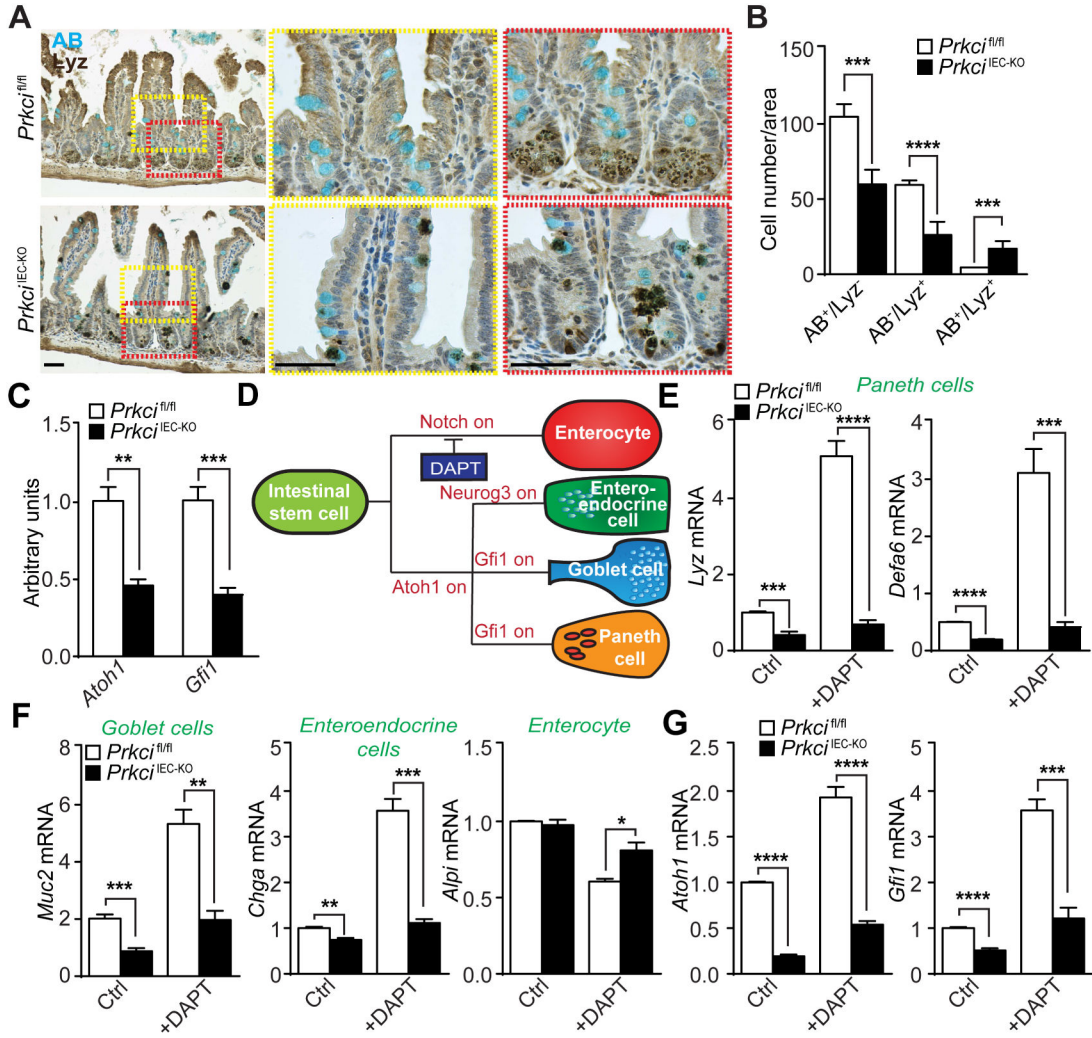 A
AB
Lyz
Prkci fl/fl
Prkci IEC-KO
B
Prkci fl/fl
Prkci IEC-KO
150
100
50
0
Cell number/area
***
****
***
AB+/Lyz-
AB-/Lyz+
AB+/Lyz+
C
Prkci fl/fl
Prkci IEC-KO
1.5
1.0
0.5
0.0
Arbitrary units
**
***
Atoh1
Gfi1
D
Notch on
Enterocyte
DAPT
Intestinal
stem cell
Neurog3 on
Entero-
endocrine
cell
Gfi1 on
Goblet cell
Atoh1 on
Gfi1 on
Paneth
cell
E
Prkci fl/fl
Prkci IEC-KO
Paneth cells
6
4
2
0
Lyz mRNA
***
****
Ctrl
+DAPT
4
3
2
1
0
Defa6 mRNA
****
***
Ctrl
+DAPT
F
Goblet cells
Prkci fl/fl
Prkci IEC-KO
8
6
4
2
0
Muc2 mRNA
***
**
Ctrl
+DAPT
Enteroendocrine
cells
5
4
3
2
1
0
Chga mRNA
**
***
Ctrl
+DAPT
Enterocyte
1.5
1.0
0.5
0.0
Alpi mRNA
*
Ctrl
+DAPT
G
Prkci fl/fl
Prkci IEC-KO
2.5
2.0
1.5
1.0
0.5
0.0
Atoh1 mRNA
****
****
Ctrl
+DAPT
5
4
3
2
1
0
Gfi1 mRNA
****
***
Ctrl
+DAPT